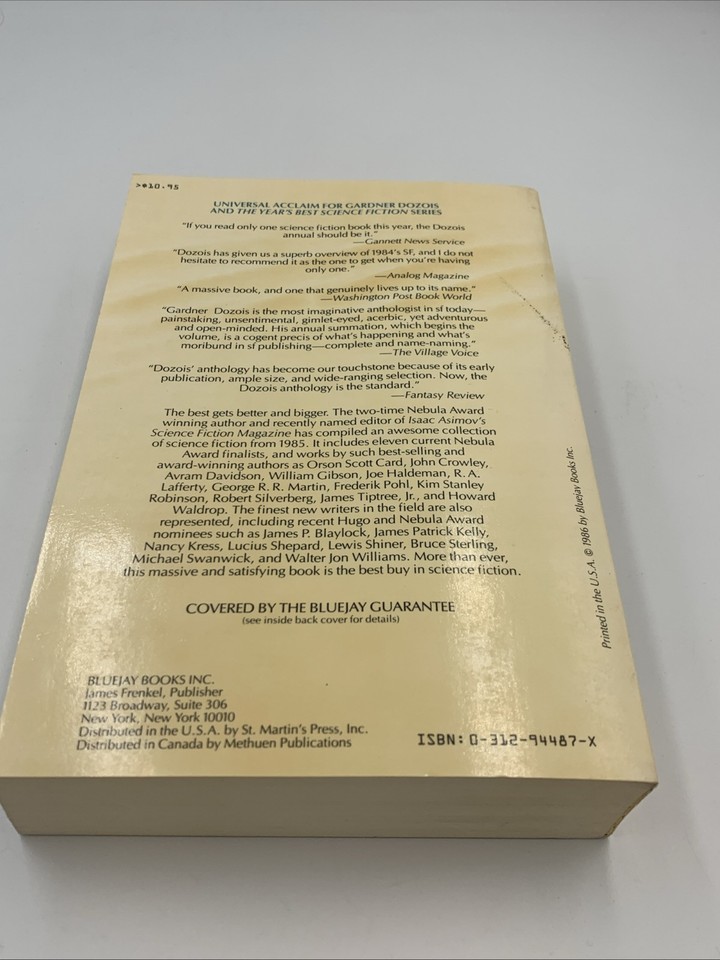 >$10.95
UNIVERSAL ACCLAIM FOR GARDNER DOZOIS
AND THE YEAR'S BEST SCIENCE FICTION SERIES
"If you read only one science fiction book this year, the Dozois
annual should be it."
—Gannett News Service
"Dozois has given us a superb overview of 1984's SF, and I do not
hesitate to recommend it as the one to get when you're having
only one."
—Analog Magazine
"A massive book, and one that genuinely lives up to its name."
—Washington Post Book World
"Gardner Dozois is the most imaginative anthologist in sf today—
painstaking, unsentimental, gimlet-eyed, acerbic, yet adventurous
and open-minded. His annual summation, which begins the
volume, is a cogent precis of what's happening and what's
moribund in sf publishing—complete and name-naming."
—The Village Voice
"Dozois' anthology has become our touchstone because of its early
publication, ample size, and wide-ranging selection. Now, the
Dozois anthology is the standard."
—Fantasy Review
The best gets better and bigger. The two-time Nebula Award
winning author and recently named editor of Isaac Asimov's
Science Fiction Magazine has compiled an awesome collection
of science fiction from 1985. It includes eleven current Nebula
Award finalists, and works by such best-selling and
award-winning authors as Orson Scott Card, John Crowley,
Avram Davidson, William Gibson, Joe Haldeman, R. A.
Lafferty, George R. R. Martin, Frederik Pohl, Kim Stanley
Robinson, Robert Silverberg, James Tiptree, Jr., and Howard
Waldrop. The finest new writers in the field are also
represented, including recent Hugo and Nebula Award
nominees such as James P. Blaylock, James Patrick Kelly,
Nancy Kress, Lucius Shepard, Lewis Shiner, Bruce Sterling,
Michael Swanwick, and Walter Jon Williams. More than ever,
this massive and satisfying book is the best buy in science fiction.
COVERED BY THE BLUEJAY GUARANTEE
(see inside back cover for details)
BLUEJAY BOOKS INC.
James Frenkel, Publisher
1123 Broadway, Suite 306
New York, New York 10010
Distributed in the U.S.A. by St. Martin's Press, Inc.
Distributed in Canada by Methuen Publications
ISBN: 0-312-94487-X
Printed in the U.S.A. © 1986 by Bluejay Books Inc.